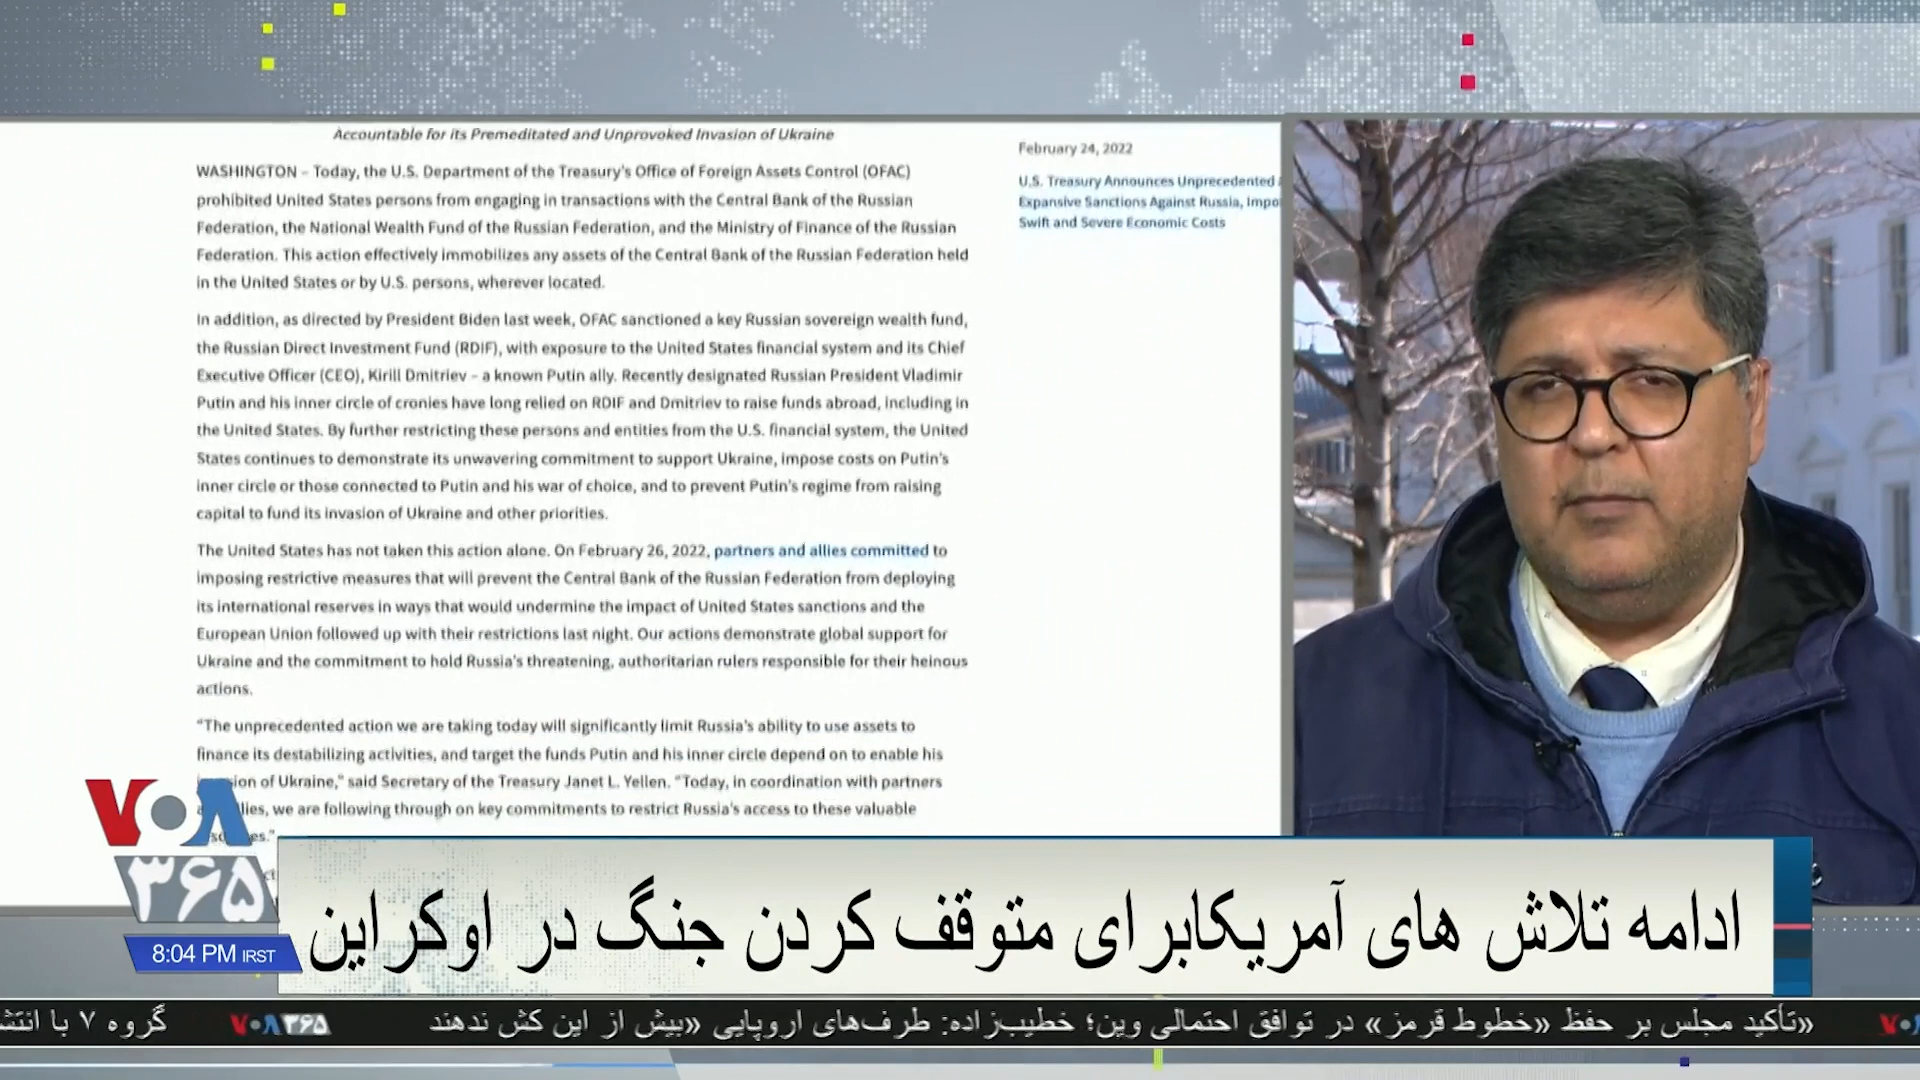 Accountable for its Premeditated and Unprovoked Invasion of Ukraine
WASHINGTON – Today, the U.S. Department of the Treasury's Office of Foreign Assets Control (OFAC)
prohibited United States persons from engaging in transactions with the Central Bank of the Russian
Federation, the National Wealth Fund of the Russian Federation, and the Ministry of Finance of the Russian
Federation. This action effectively immobilizes any assets of the Central Bank of the Russian Federation held
in the United States or by U.S. persons, wherever located.
In addition, as directed by President Biden last week, OFAC sanctioned a key Russian sovereign wealth fund,
the Russian Direct Investment Fund (RDIF), with exposure to the United States financial system and its Chief
Executive Officer (CEO), Kirill Dmitriev – a known Putin ally. Recently designated Russian President Vladimir
Putin and his inner circle of cronies have long relied on RDIF and Dmitriev to raise funds abroad, including in
the United States. By further restricting these persons and entities from the U.S. financial system, the United
States continues to demonstrate its unwavering commitment to support Ukraine, impose costs on Putin's
inner circle or those connected to Putin and his war of choice, and to prevent Putin's regime from raising
capital to fund its invasion of Ukraine and other priorities.
The United States has not taken this action alone. On February 26, 2022, partners and allies committed to
imposing restrictive measures that will prevent the Central Bank of the Russian Federation from deploying
its international reserves in ways that would undermine the impact of United States sanctions and the
European Union followed up with their restrictions last night. Our actions demonstrate global support for
Ukraine and the commitment to hold Russia's threatening, authoritarian rulers responsible for their heinous
actions.
"The unprecedented action we are taking today will significantly limit Russia's ability to use assets to
finance its destabilizing activities, and target the funds Putin and his inner circle depend on to enable his
ion of Ukraine," said Secretary of the Treasury Janet L. Yellen. "Today, in coordination with partners
lies, we are following through on key commitments to restrict Russia's access to these valuable
es."
February 24, 2022
U.S. Treasury Announces Unprecedented
Expansive Sanctions Against Russia, Impo
Swift and Severe Economic Costs
VOA
۳۶۵
8:04 PM IRST
ادامه تلاش های آمریکابرای متوقف کردن جنگ در اوکراین
«تأکید مجلس بر حفظ «خطوط قرمز» در توافق احتمالی وین؛ خطیب‌زاده: طرف‌های اروپایی «بیش از این کش ندهند VOA۳۶۵ گروه ۷ با انتش